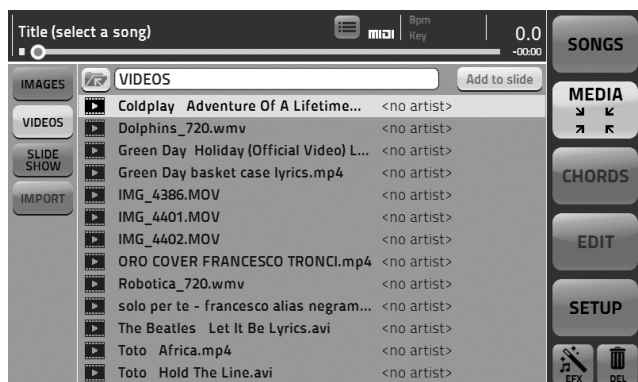 Title (select a song)
midi
Bpm
Key
0.0
-00:00
SONGS
IMAGES
VIDEOS
Add to slide
MEDIA
VIDEOS
SLIDE SHOW
IMPORT
Coldplay Adventure Of A Lifetime... <no artist>
Dolphins_720.wmv <no artist>
Green Day Holiday (Official Video) L... <no artist>
Green Day basket case lyrics.mp4 <no artist>
IMG_4386.MOV <no artist>
IMG_4401.MOV <no artist>
IMG_4402.MOV <no artist>
ORO COVER FRANCESCO TRONCI.mp4 <no artist>
Robotica_720.wmv <no artist>
solo per te - francesco alias negram... <no artist>
The Beatles Let It Be Lyrics.avi <no artist>
Toto Africa.mp4 <no artist>
Toto Hold The Line.avi <no artist>
CHORDS
EDIT
SETUP
EFX
DEL